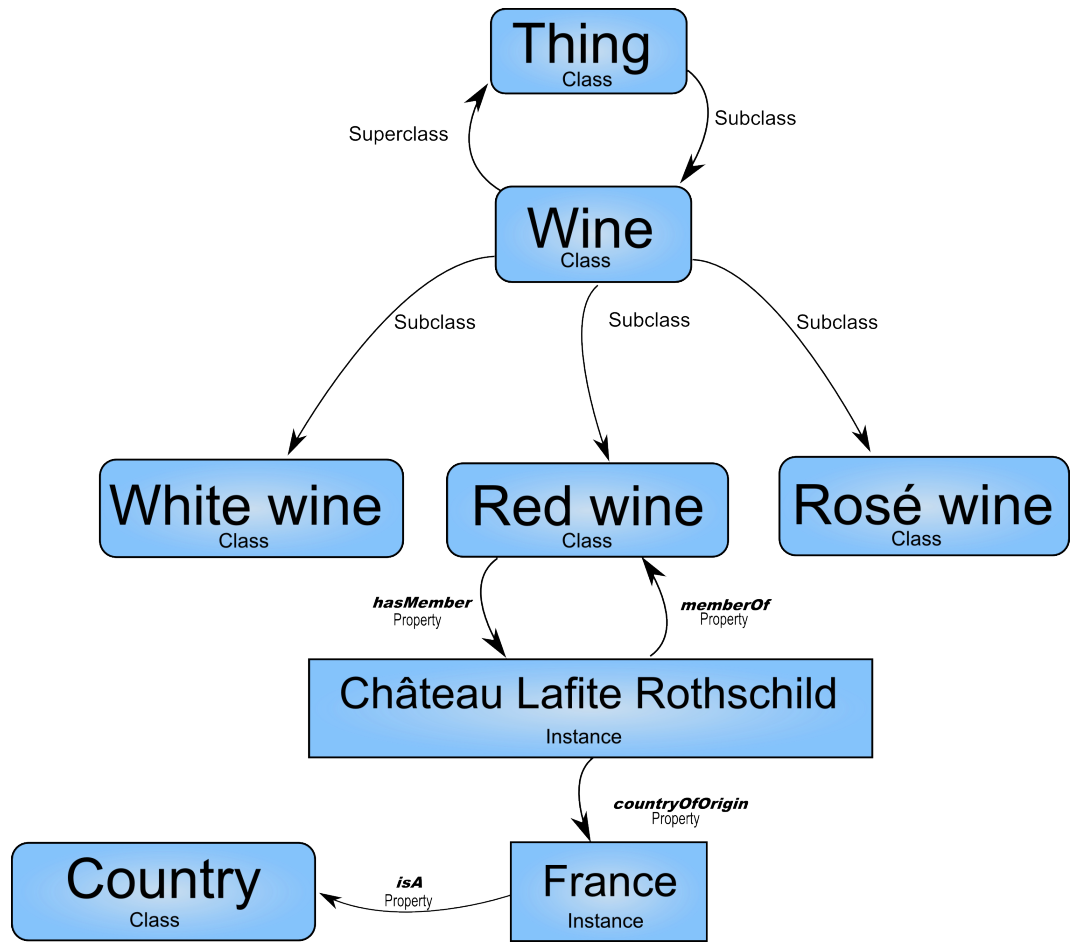 Thing
Class
Superclass
Subclass
Wine
Class
Subclass
Subclass
Subclass
White wine
Class
Red wine
Class
Rosé wine
Class
hasMember
Property
memberOf
Property
Château Lafite Rothschild
Instance
countryOfOrigin
Property
Country
Class
isA
Property
France
Instance